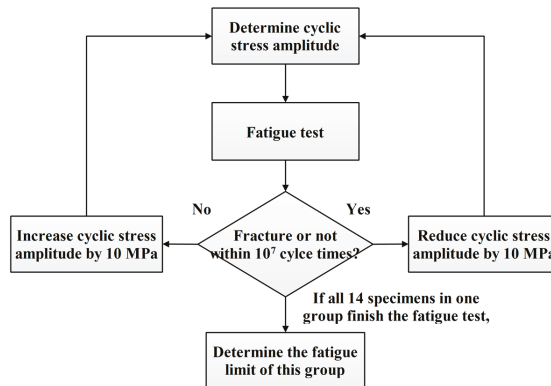 Determine cyclic
stress amplitude
Fatigue test
No
Yes
Increase cyclic stress
amplitude by 10 MPa
Fracture or not
within 10⁷ cylce times?
Reduce cyclic stress
amplitude by 10 MPa
If all 14 specimens in one
group finish the fatigue test,
Determine the fatigue
limit of this group